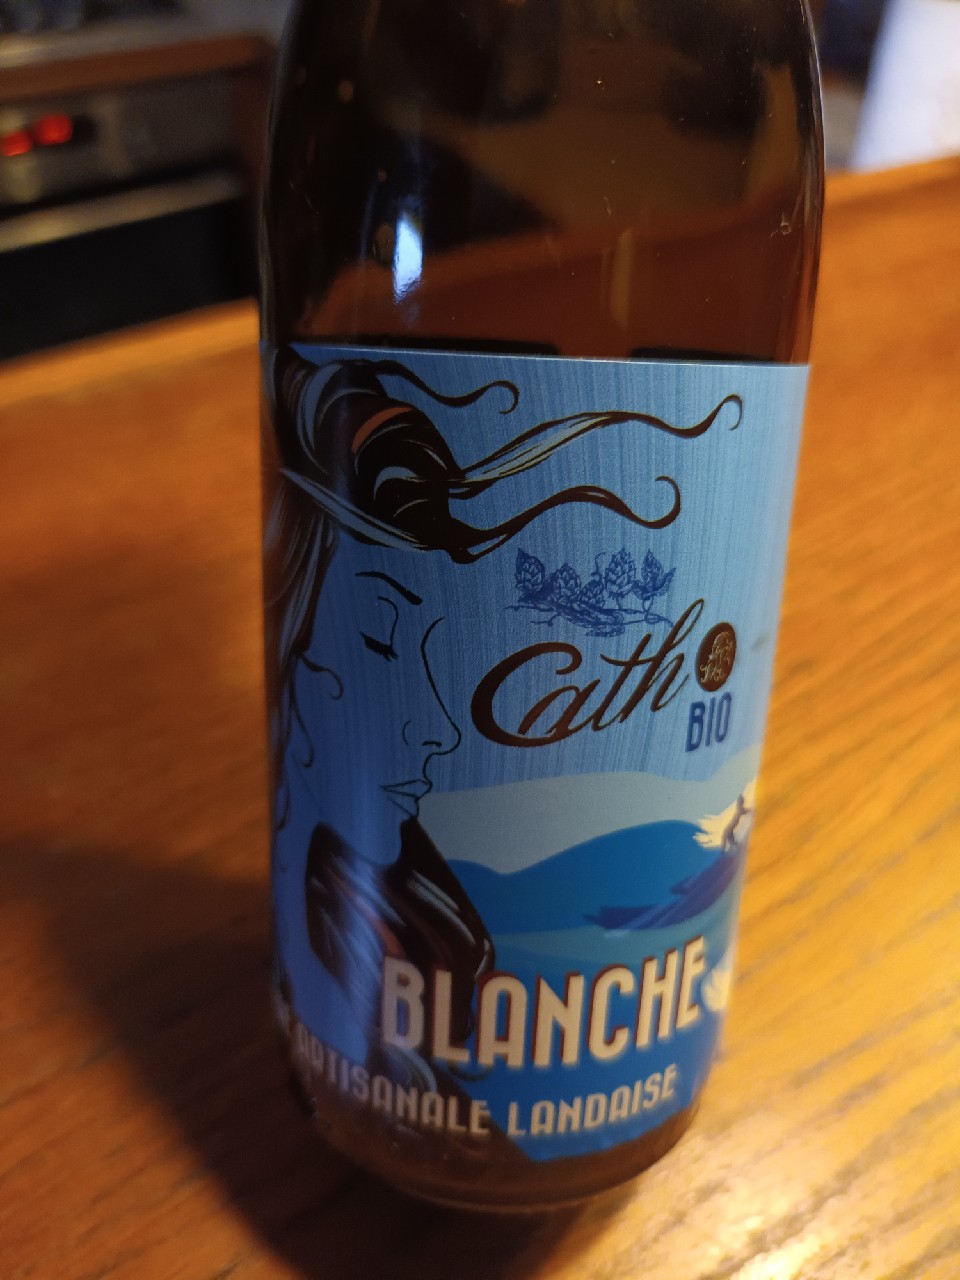 Cath
BIO
BLANCHE
ARTISANALE LANDAISE